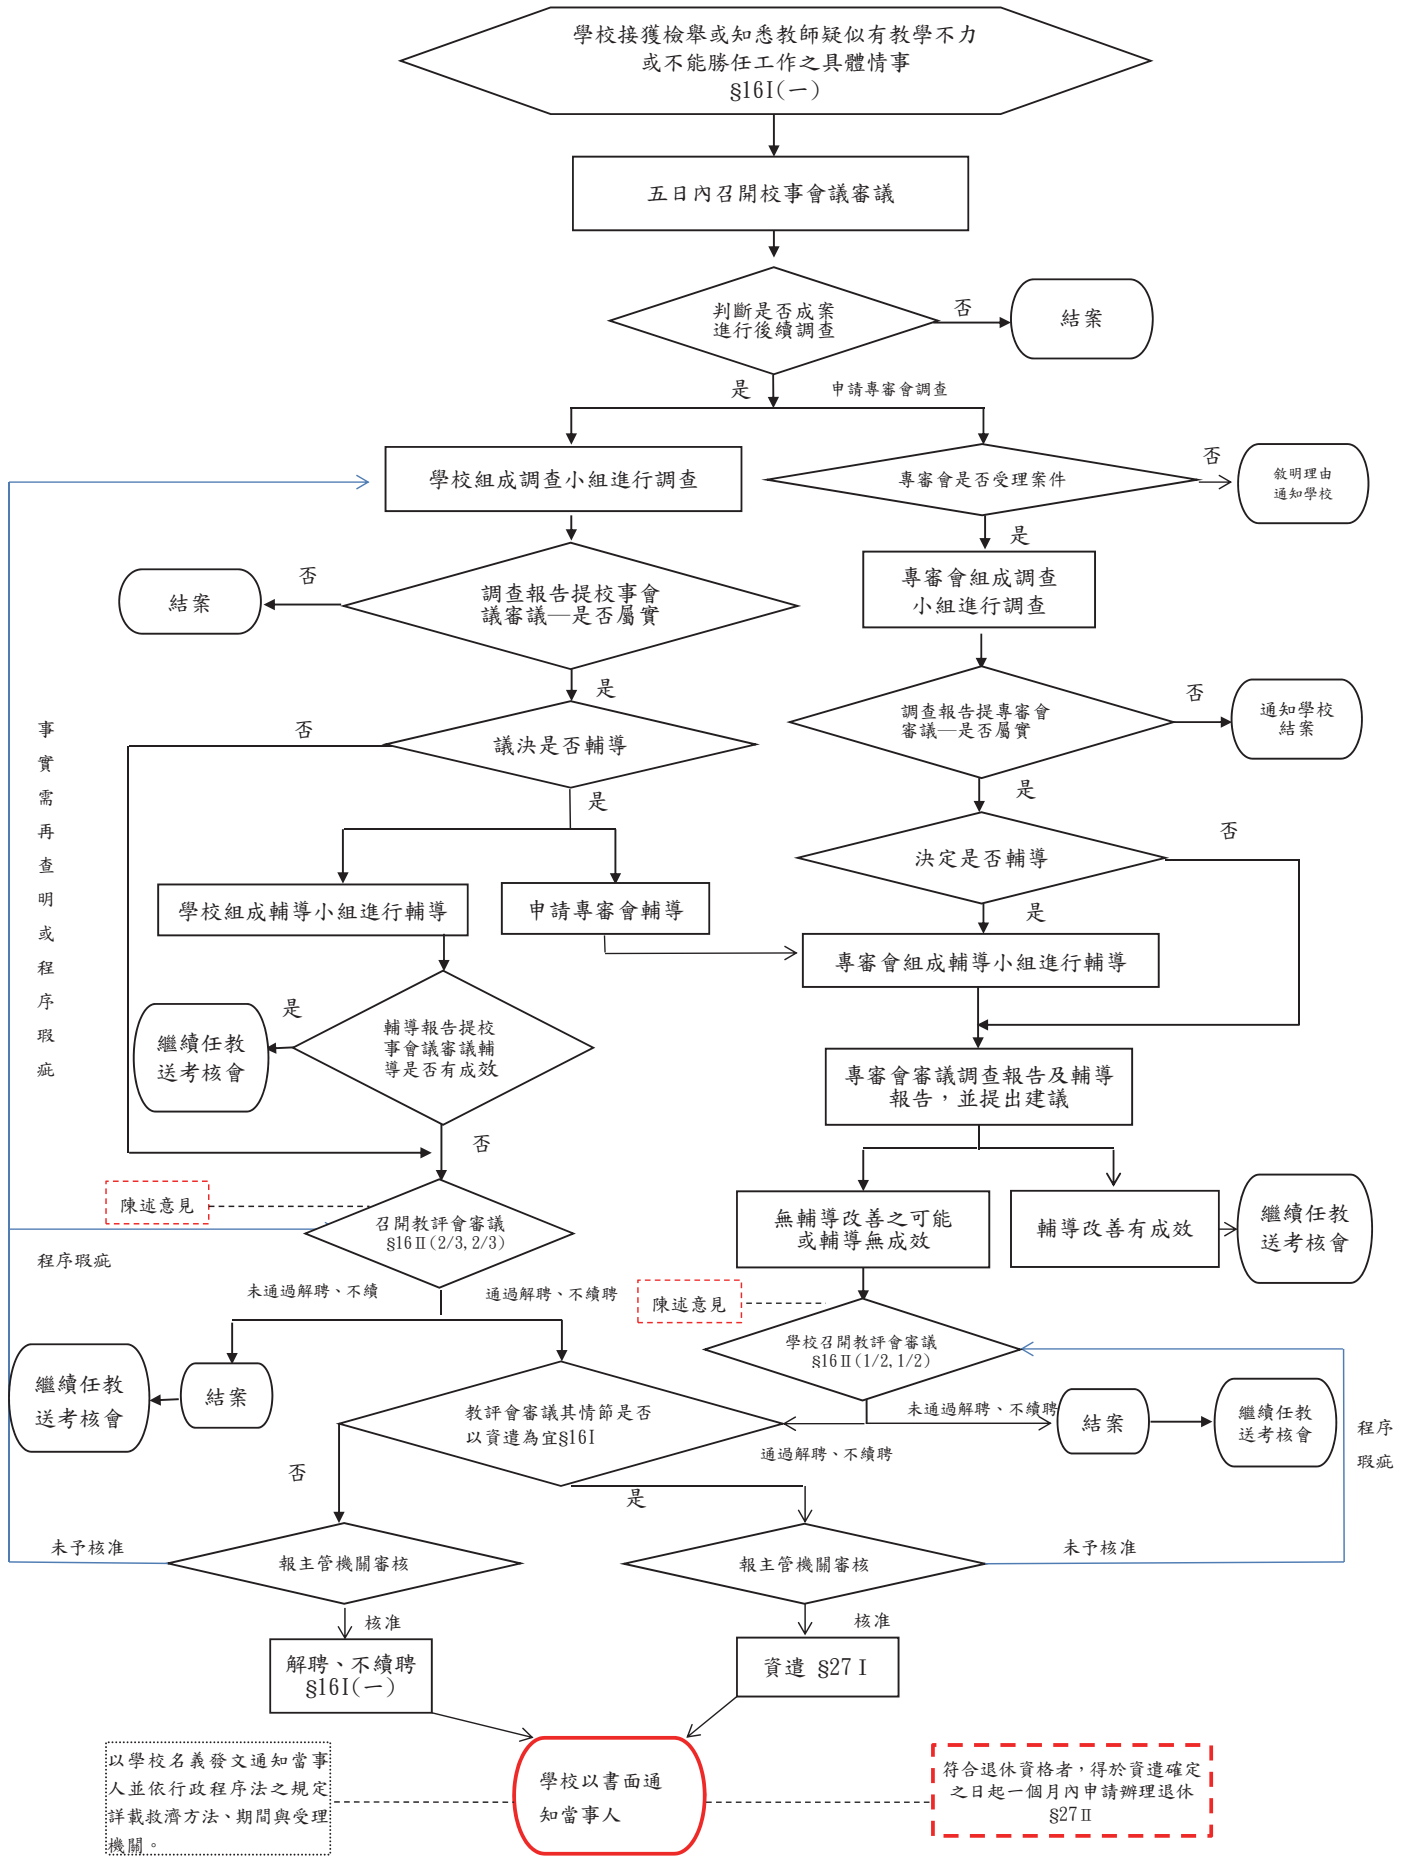 學校接獲檢舉或知悉教師疑似有教學不力
或不能勝任工作之具體情事
§16I(一)
五日內召開校事會議審議
判斷是否成案
進行後續調查
否
結案
是
申請專審會調查
學校組成調查小組進行調查
專審會是否受理案件
否
敘明理由
通知學校
是
專審會組成調查
小組進行調查
調查報告提校事會
議審議—是否屬實
否
結案
是
調查報告提專審會
審議—是否屬實
否
通知學校
結案
是
議決是否輔導
否
是
決定是否輔導
否
是
事
實
需
再
查
明
或
程
序
瑕
疵
學校組成輔導小組進行輔導
申請專審會輔導
專審會組成輔導小組進行輔導
輔導報告提校
事會議審議輔
導是否有成效
是
繼續任教
送考核會
否
專審會審議調查報告及輔導
報告，並提出建議
陳述意見
召開教評會審議
§16Ⅱ(2/3,2/3)
程序瑕疵
無輔導改善之可能
或輔導無成效
輔導改善有成效
繼續任教
送考核會
未通過解聘、不續
通過解聘、不續聘
陳述意見
學校召開教評會審議
§16Ⅱ(1/2,1/2)
繼續任教
送考核會
結案
教評會審議其情節是否
以資遣為宜§16I
未通過解聘、不續聘
通過解聘、不續聘
結案
繼續任教
送考核會
程序
瑕疵
否
是
未予核准
報主管機關審核
報主管機關審核
未予核准
核准
核准
解聘、不續聘
§16I(一)
資遣 §27Ⅰ
以學校名義發文通知當事
人並依行政程序法之規定
詳載救濟方法、期間與受理
機關。
學校以書面通
知當事人
符合退休資格者，得於資遣確定
之日起一個月內申請辦理退休
§27Ⅱ